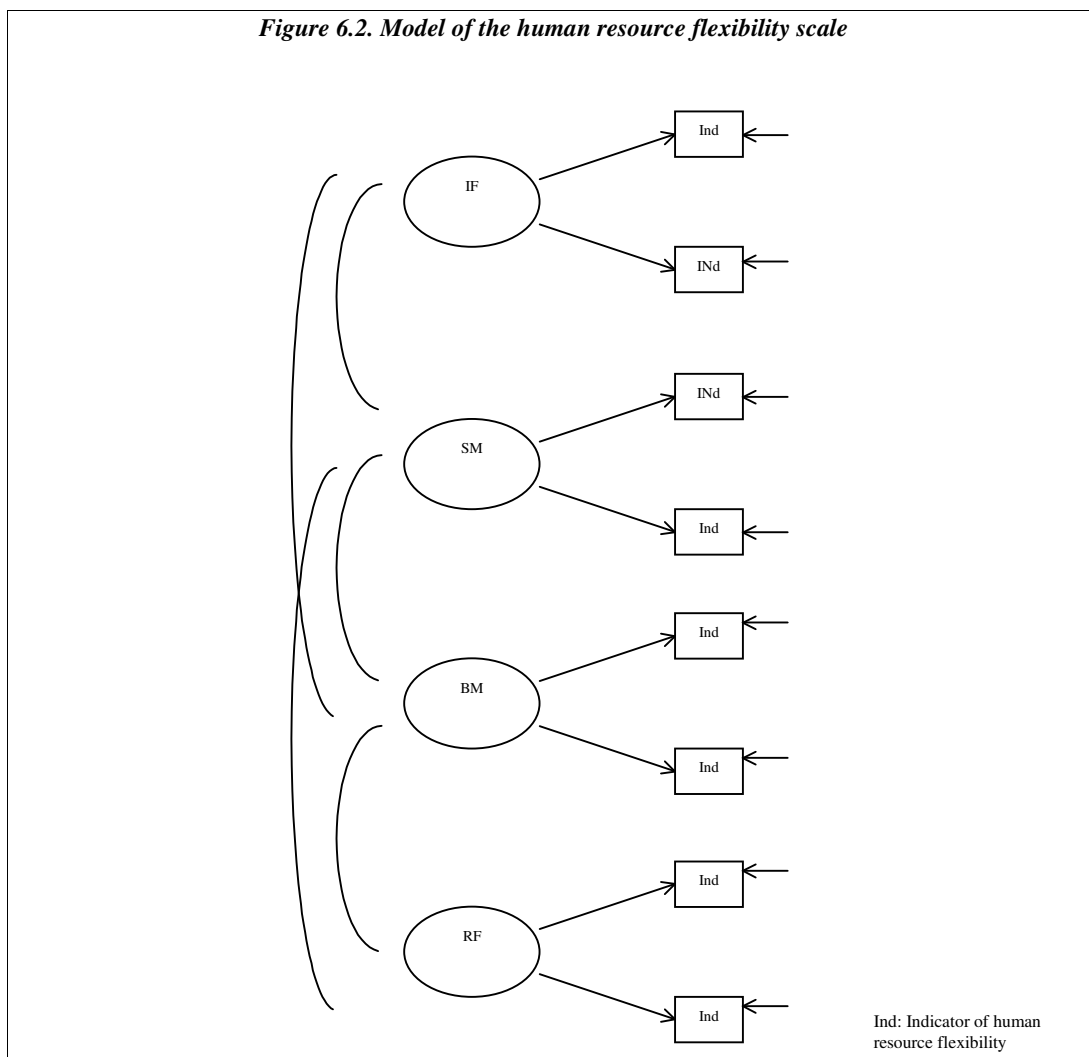 Figure 6.2. Model of the human resource flexibility scale
Ind
IF
INd
INd
SM
Ind
Ind
BM
Ind
Ind
RF
Ind
Ind: Indicator of human
resource flexibility